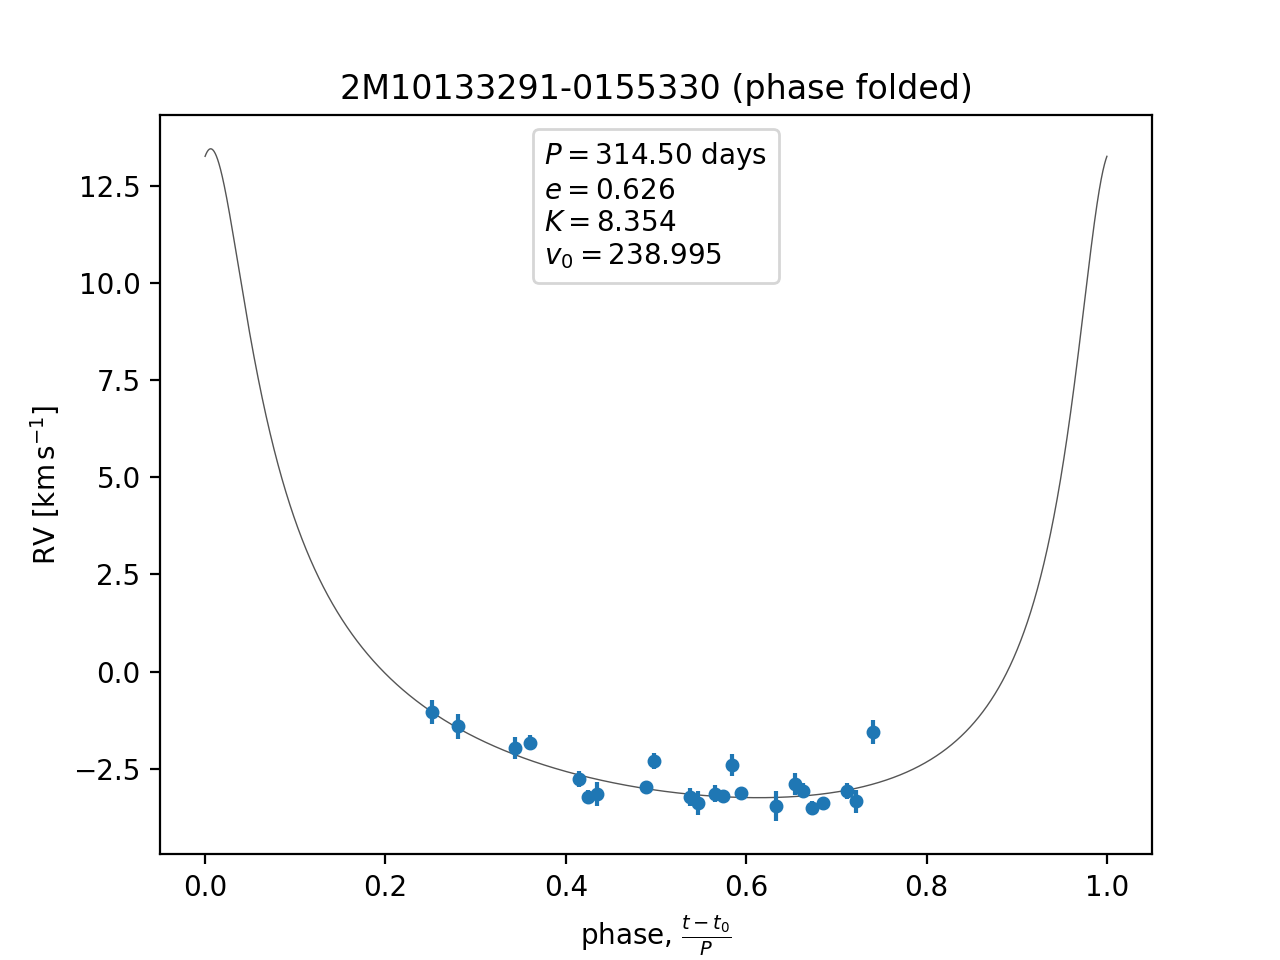 2M10133291-0155330 (phase folded)
P = 314.50 days
e = 0.626
K = 8.354
v₀ = 238.995
12.5
10.0
7.5
5.0
2.5
0.0
−2.5
RV [km s⁻¹]
0.0 0.2 0.4 0.6 0.8 1.0
phase, (t − t₀)/P